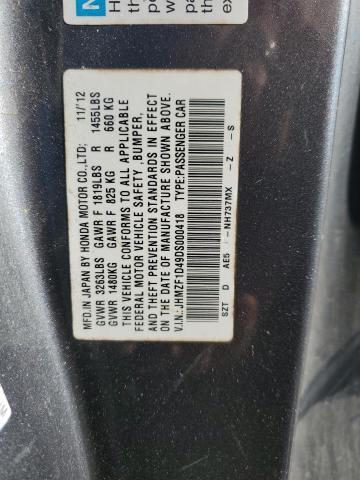 MFD. IN JAPAN BY HONDA MOTOR CO.,LTD: 11/12
GVWR 3263LBS GAWR F 1819LBS R 1455LBS
GVWR 1480KG GAWR F 825 KG R 660 KG
THIS VEHICLE CONFORMS TO ALL APPLICABLE
FEDERAL MOTOR VEHICLE SAFETY ,BUMPER,
AND THEFT PREVENTION STANDARDS IN EFFECT
ON THE DATE OF MANUFACTURE SHOWN ABOVE.
V.I.N.:JHMZF1D49DS000418 TYPE:PASSENGER CAR
SZT D AE5 - NH737MX - Z - S